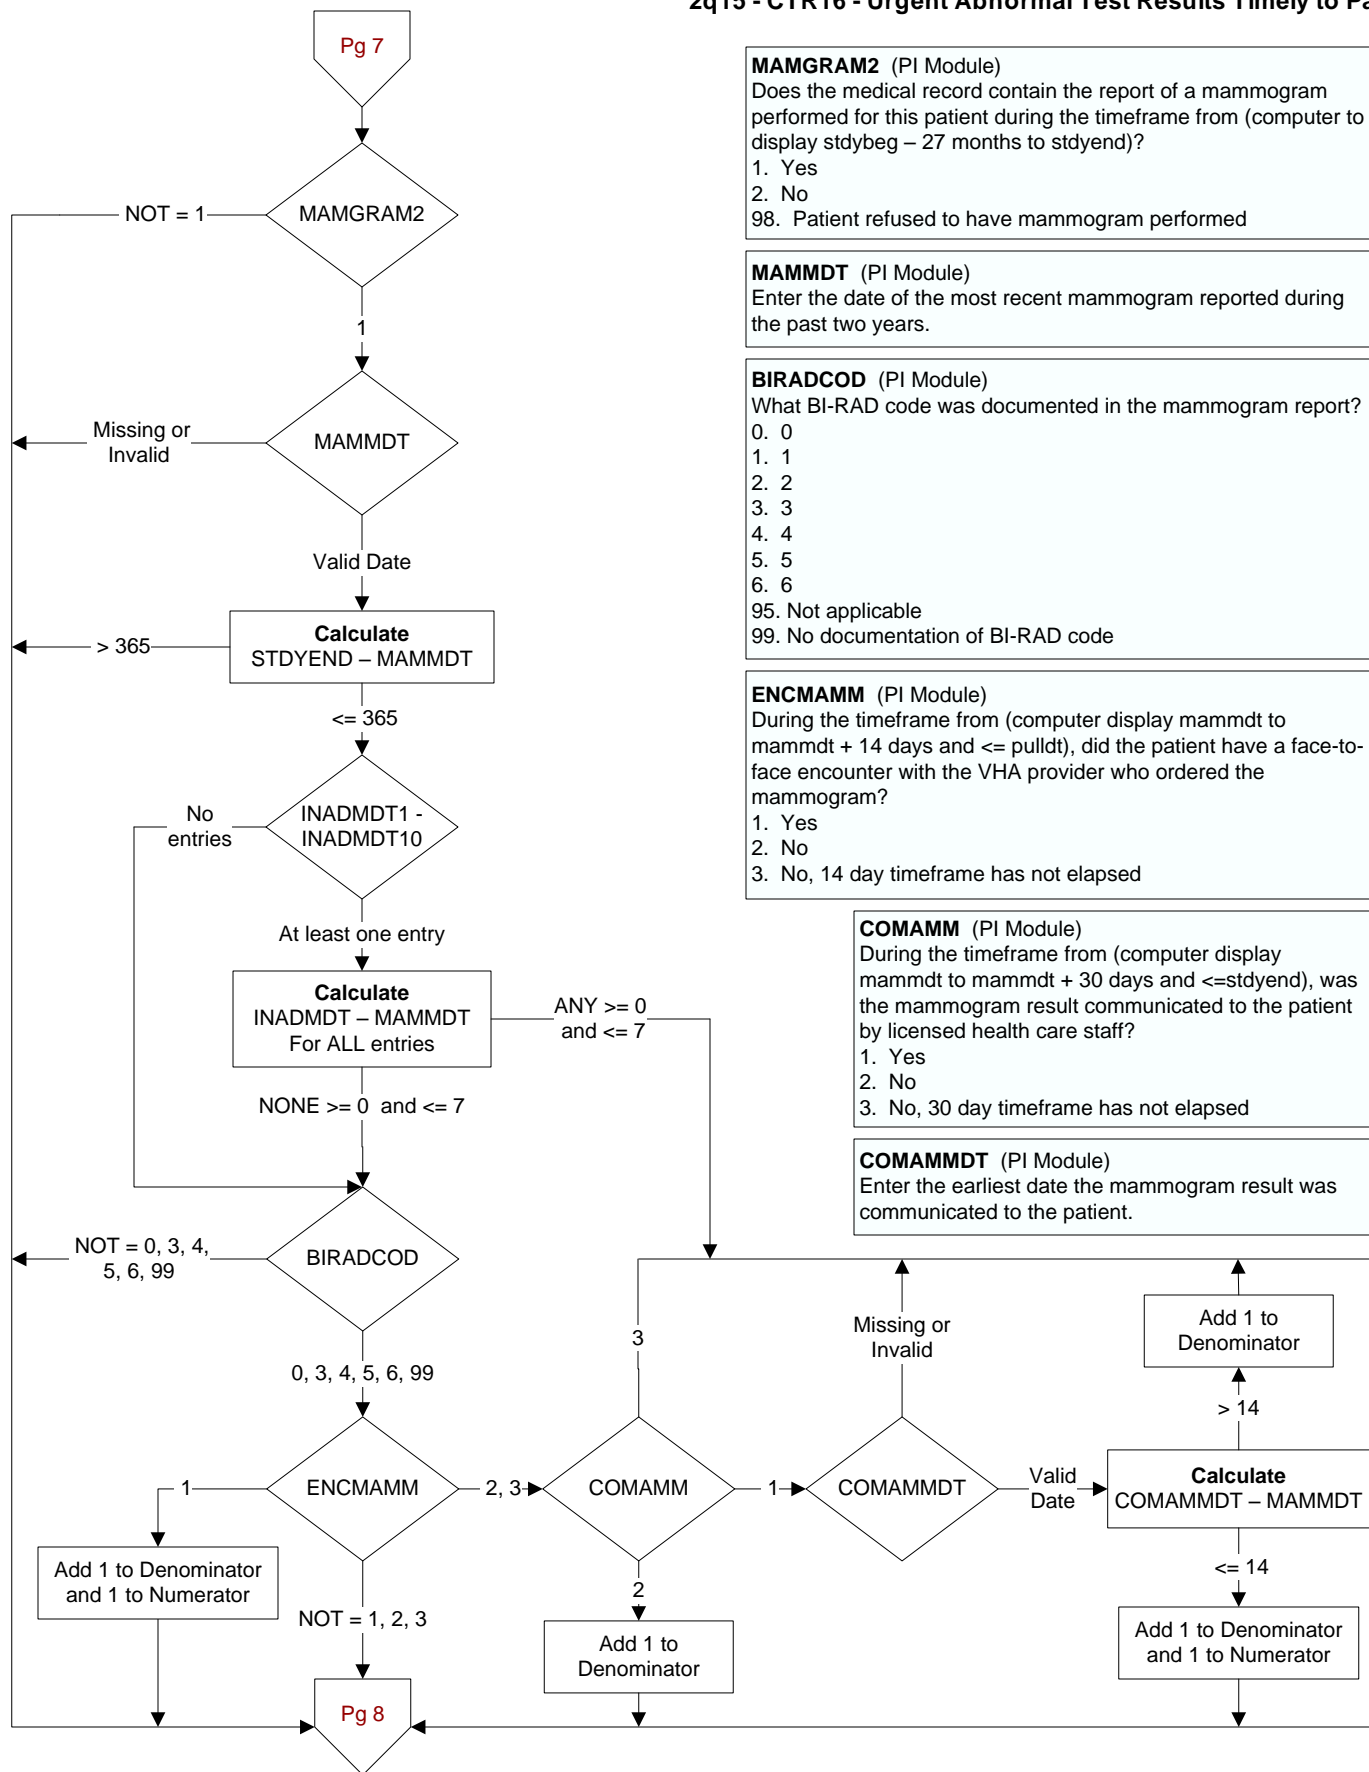 2q15 - CTR16 - Urgent Abnormal Test Results Timely to Pa
Pg 7
MAMGRAM2 (PI Module)
Does the medical record contain the report of a mammogram
performed for this patient during the timeframe from (computer to
display stdybeg – 27 months to stdyend)?
1. Yes
2. No
98. Patient refused to have mammogram performed
NOT = 1
MAMGRAM2
1
MAMMDT (PI Module)
Enter the date of the most recent mammogram reported during
the past two years.
Missing or
Invalid
MAMMDT
Valid Date
BIRADCOD (PI Module)
What BI-RAD code was documented in the mammogram report?
0. 0
1. 1
2. 2
3. 3
4. 4
5. 5
6. 6
95. Not applicable
99. No documentation of BI-RAD code
> 365
Calculate
STDYEND – MAMMDT
<= 365
ENCMAMM (PI Module)
During the timeframe from (computer display mammdt to
mammdt + 14 days and <= pulldt), did the patient have a face-to-
face encounter with the VHA provider who ordered the
mammogram?
1. Yes
2. No
3. No, 14 day timeframe has not elapsed
No
entries
INADMDT1 -
INADMDT10
At least one entry
Calculate
INADMDT – MAMMDT
For ALL entries
ANY >= 0
and <= 7
NONE >= 0 and <= 7
COMAMM (PI Module)
During the timeframe from (computer display
mammdt to mammdt + 30 days and <=stdyend), was
the mammogram result communicated to the patient
by licensed health care staff?
1. Yes
2. No
3. No, 30 day timeframe has not elapsed
COMAMMDT (PI Module)
Enter the earliest date the mammogram result was
communicated to the patient.
NOT = 0, 3, 4,
5, 6, 99
BIRADCOD
0, 3, 4, 5, 6, 99
3
Missing or
Invalid
Add 1 to
Denominator
> 14
1
ENCMAMM
2, 3
COMAMM
1
COMAMMDT
Valid
Date
Calculate
COMAMMDT – MAMMDT
<= 14
Add 1 to Denominator
and 1 to Numerator
NOT = 1, 2, 3
2
Add 1 to
Denominator
Add 1 to Denominator
and 1 to Numerator
Pg 8